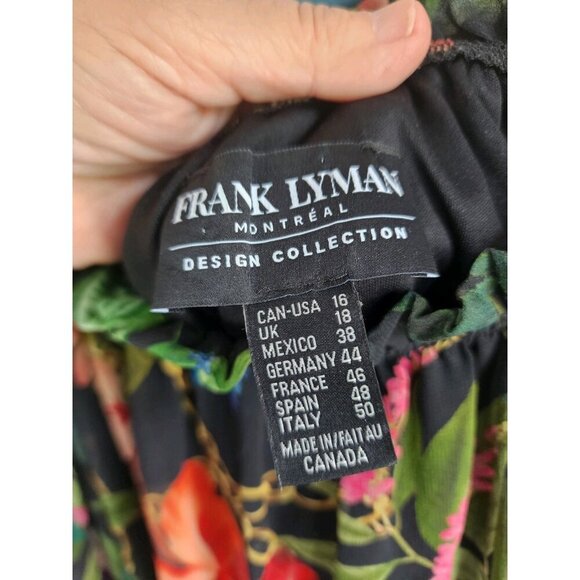 FRANK LYMAN
MONTRÉAL
DESIGN COLLECTION
CAN-USA 16
UK 18
MEXICO 38
GERMANY 44
FRANCE 46
SPAIN 48
ITALY 50
MADE IN/FAIT AU
CANADA